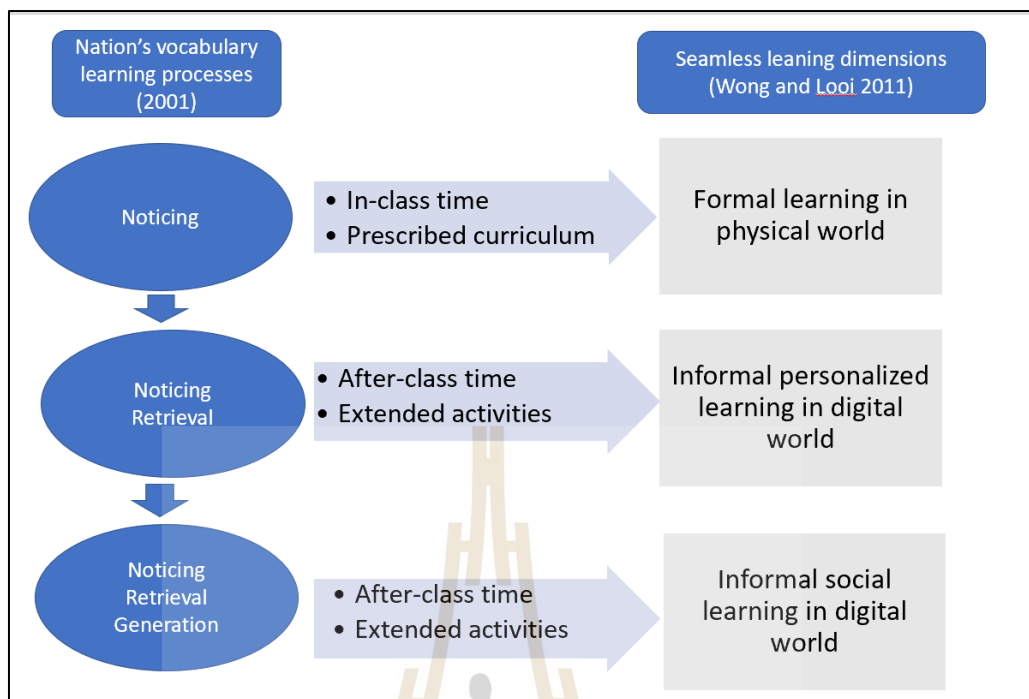 Nation’s vocabulary
learning processes
(2001)
Seamless leaning dimensions
(Wong and Looi 2011)
Noticing
• In-class time
• Prescribed curriculum
Formal learning in
physical world
Noticing
Retrieval
• After-class time
• Extended activities
Informal personalized
learning in digital
world
Noticing
Retrieval
Generation
• After-class time
• Extended activities
Informal social
learning in digital
world